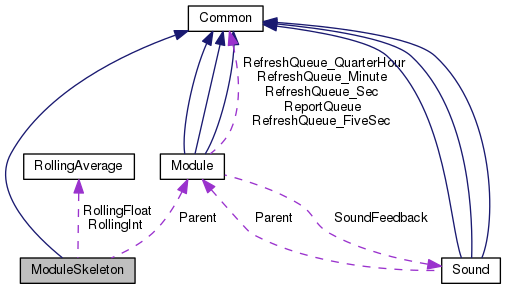 Common
RefreshQueue_QuarterHour
RefreshQueue_Minute
RefreshQueue_Sec
ReportQueue
RefreshQueue_FiveSec
RollingAverage
Module
RollingFloat
RollingInt
Parent
Parent
SoundFeedback
ModuleSkeleton
Sound